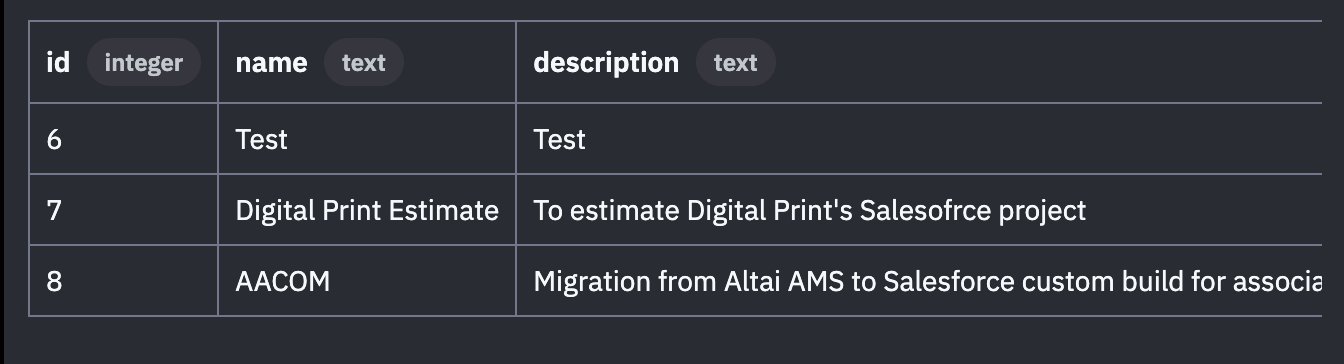 id integer name text description text
6 Test Test
7 Digital Print Estimate To estimate Digital Print's Salesofrce project
8 AACOM Migration from Altai AMS to Salesforce custom build for associa